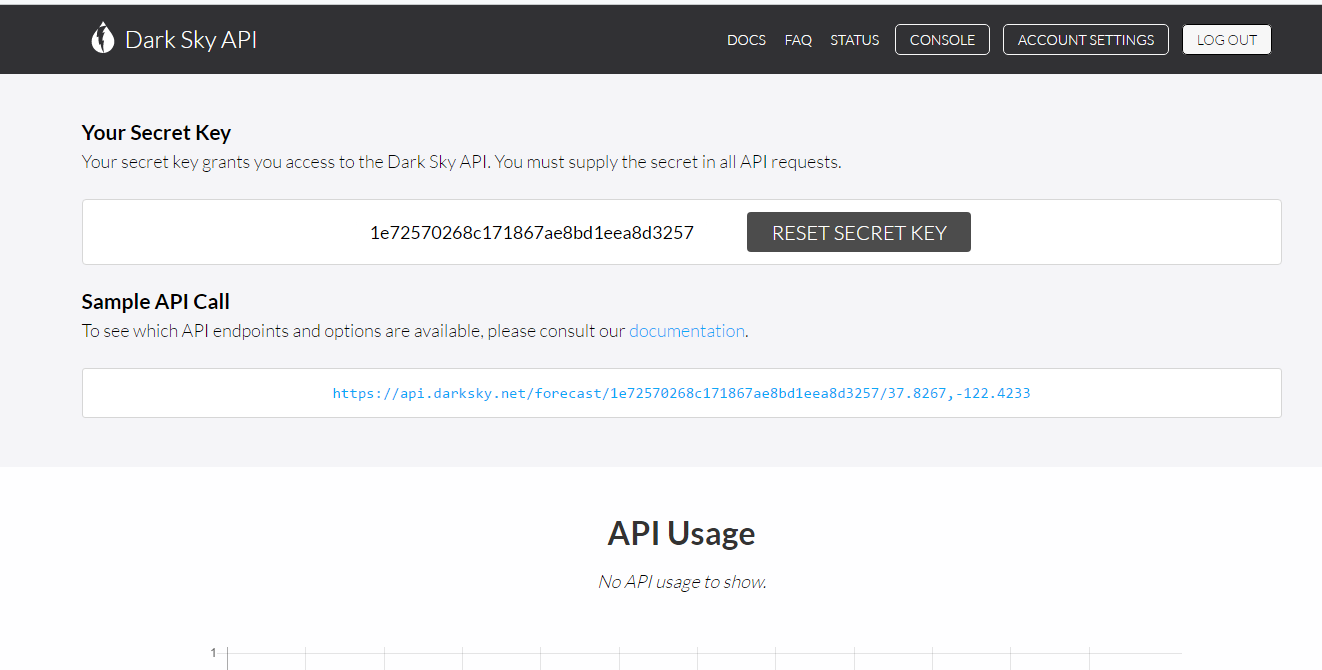 Dark Sky API
DOCS FAQ STATUS CONSOLE ACCOUNT SETTINGS LOG OUT
Your Secret Key
Your secret key grants you access to the Dark Sky API. You must supply the secret in all API requests.
1e72570268c171867ae8bd1eea8d3257 RESET SECRET KEY
Sample API Call
To see which API endpoints and options are available, please consult our documentation.
https://api.darksky.net/forecast/1e72570268c171867ae8bd1eea8d3257/37.8267,-122.4233
API Usage
No API usage to show.
1